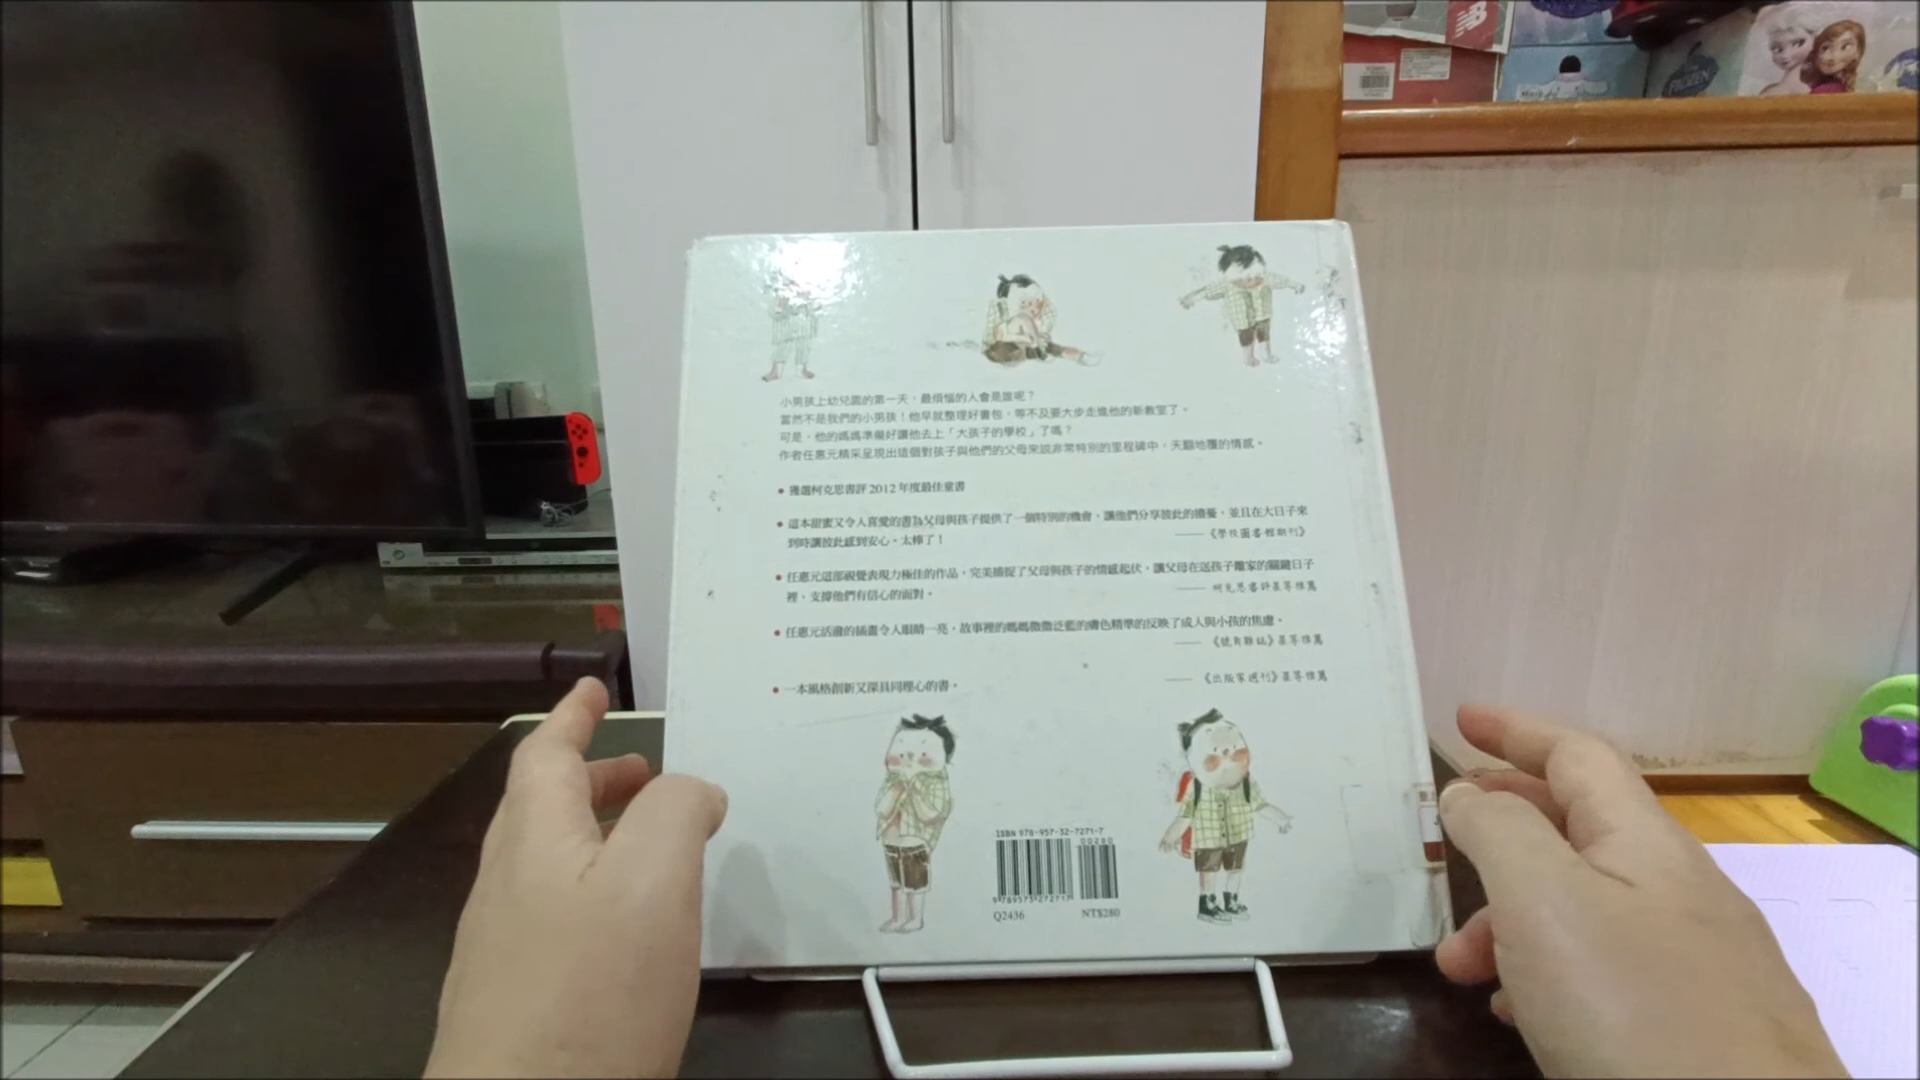 FROZEN
小男孩上幼兒園的第一天，最煩惱的人會是誰呢？
當然不是我們的小男孩！他早就整理好書包，等不及要大步走進他的新教室了。
可是，他的媽媽準備好讓他去上「大孩子的學校」了嗎？
作者任惠元精采呈現出這個對孩子與他們的父母來說非常特別的里程碑中，天翻地覆的情感。
● 獲選柯克思書評2012年度最佳童書
● 這本甜蜜又令人喜愛的書為父母與孩子提供了一個特別的機會，讓他們分享彼此的擔憂，並且在大日子來
到時讓彼此感到安心。太棒了！ ——《學校圖書館期刊》
● 任惠元這部視覺表現力極佳的作品，完美捕捉了父母與孩子的情感起伏，讓父母在送孩子離家的關鍵日子
裡，支撐他們有信心的面對。 ——柯克思書評星等推薦
● 任惠元活潑的插畫令人眼睛一亮，故事裡的媽媽微微泛藍的膚色精準的反映了成人與小孩的焦慮。
——《號角雜誌》星等推薦
● 一本風格創新又深具同理心的書。 ——《出版家週刊》星等推薦
ISBN 978-957-32-7271-7
00280
9 789573 272717
Q2436 NT$280